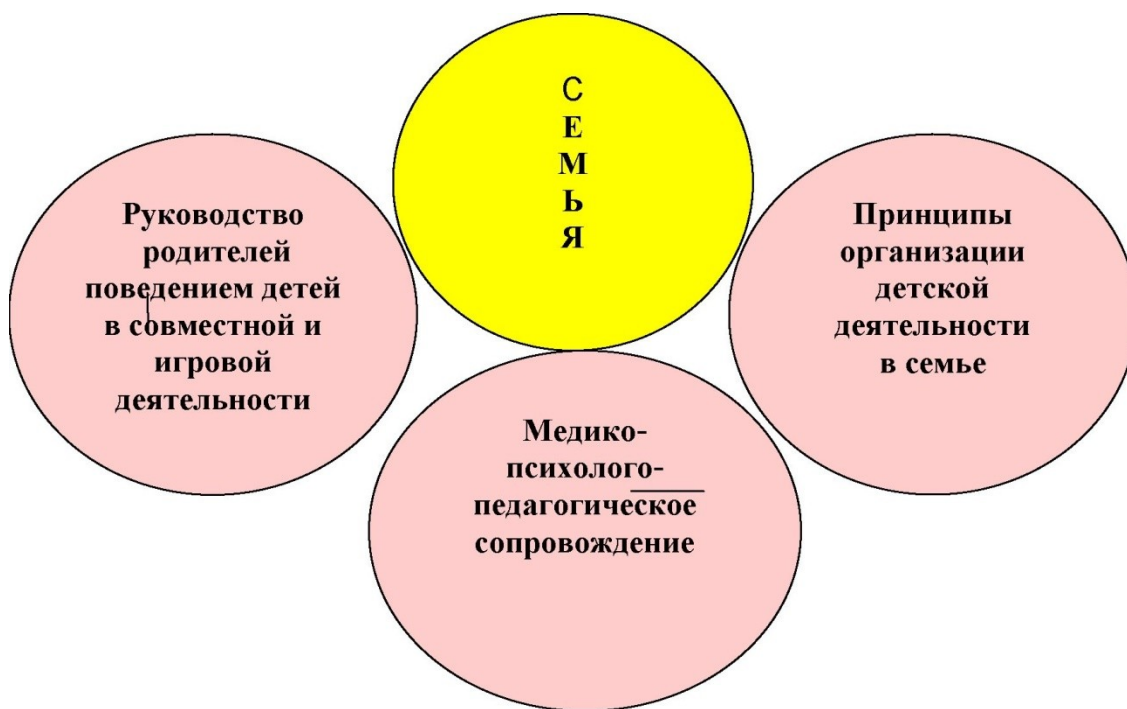 С
Е
М
Ь
Я
Руководство
родителей
поведением детей
в совместной и
игровой
деятельности
Принципы
организации
детской
деятельности
в семье
Медико-
психолого-
педагогическое
сопровождение